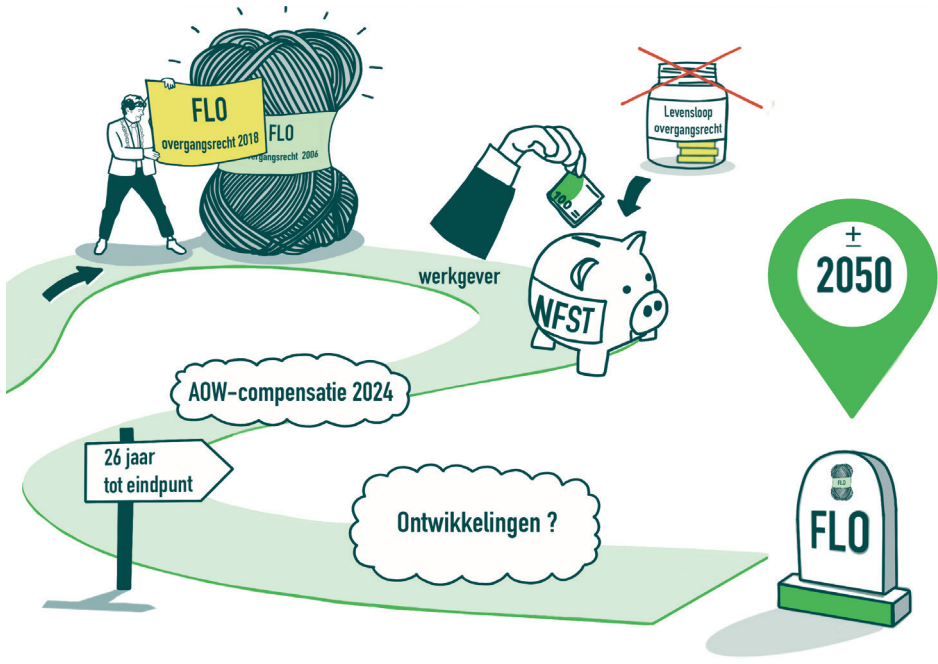 FLO
overgangsrecht 2018
FLO
overgangsrecht 2006
Levensloop
overgangsrecht
100 =
werkgever
NFST
±
2050
AOW-compensatie 2024
26 jaar
tot eindpunt
Ontwikkelingen ?
FLO
FLO